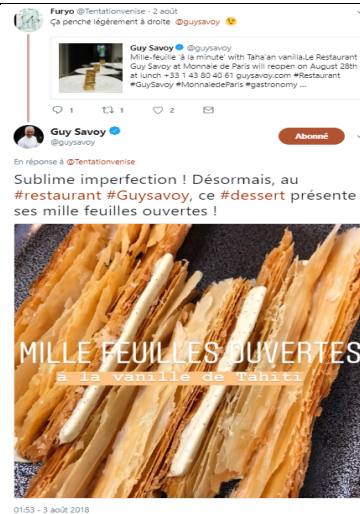 Furyo @Tentationvenise - 2 août
Ça penche légèrement à droite @guysavoy
Guy Savoy @guysavoy
Mille-feuille 'à la minute' with Taha'an vanilla.Le Restaurant
Guy Savoy at Monnaie de Paris will reopen on August 28th
at lunch +33 1 43 80 40 61 guysavoy.com #Restaurant
#GuySavoy #MonnaiedeParis #gastronomy ...
1 1 2
Guy Savoy
@guysavoy
Abonné
En réponse à @Tentationvenise
Sublime imperfection ! Désormais, au
#restaurant #Guysavoy, ce #dessert présente
ses mille feuilles ouvertes !
MILLE FEUILLES OUVERTES
à la vanille de Tahiti
01:53 - 3 août 2018